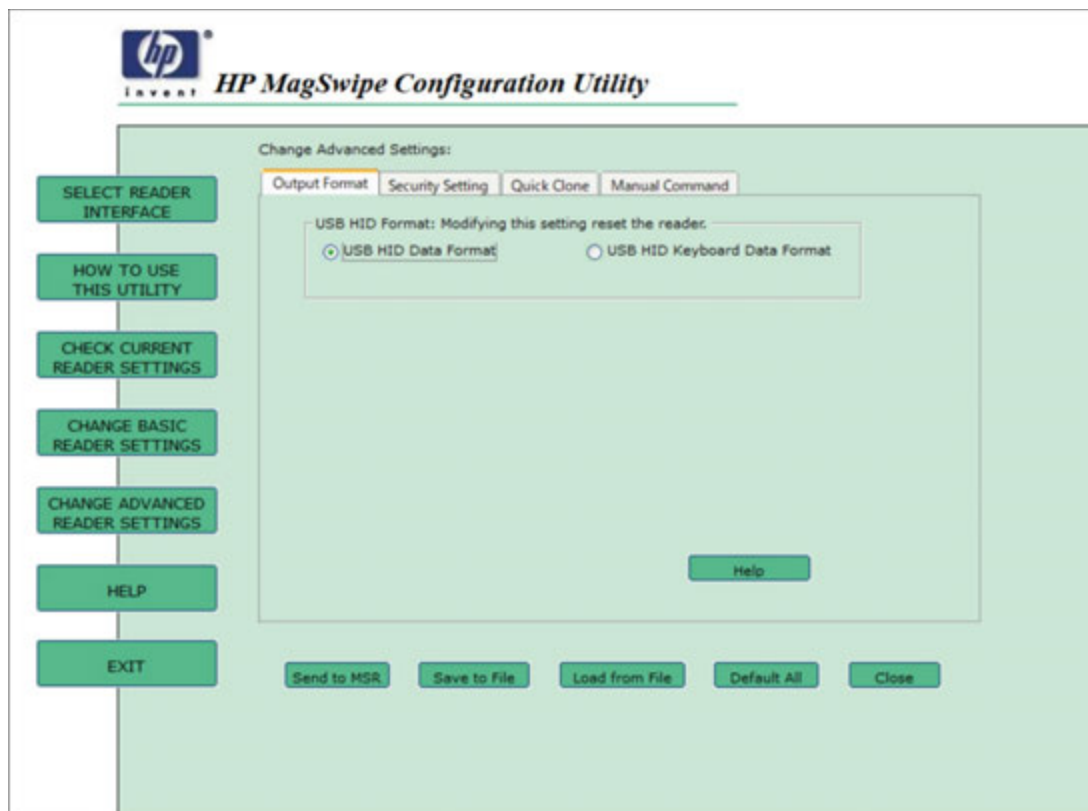 hp
invent
HP MagSwipe Configuration Utility
Change Advanced Settings:
Output Format
Security Setting
Quick Clone
Manual Command
USB HID Format: Modifying this setting reset the reader.
USB HID Data Format
USB HID Keyboard Data Format
SELECT READER
INTERFACE
HOW TO USE
THIS UTILITY
CHECK CURRENT
READER SETTINGS
CHANGE BASIC
READER SETTINGS
CHANGE ADVANCED
READER SETTINGS
HELP
EXIT
Help
Send to MSR
Save to File
Load from File
Default All
Close